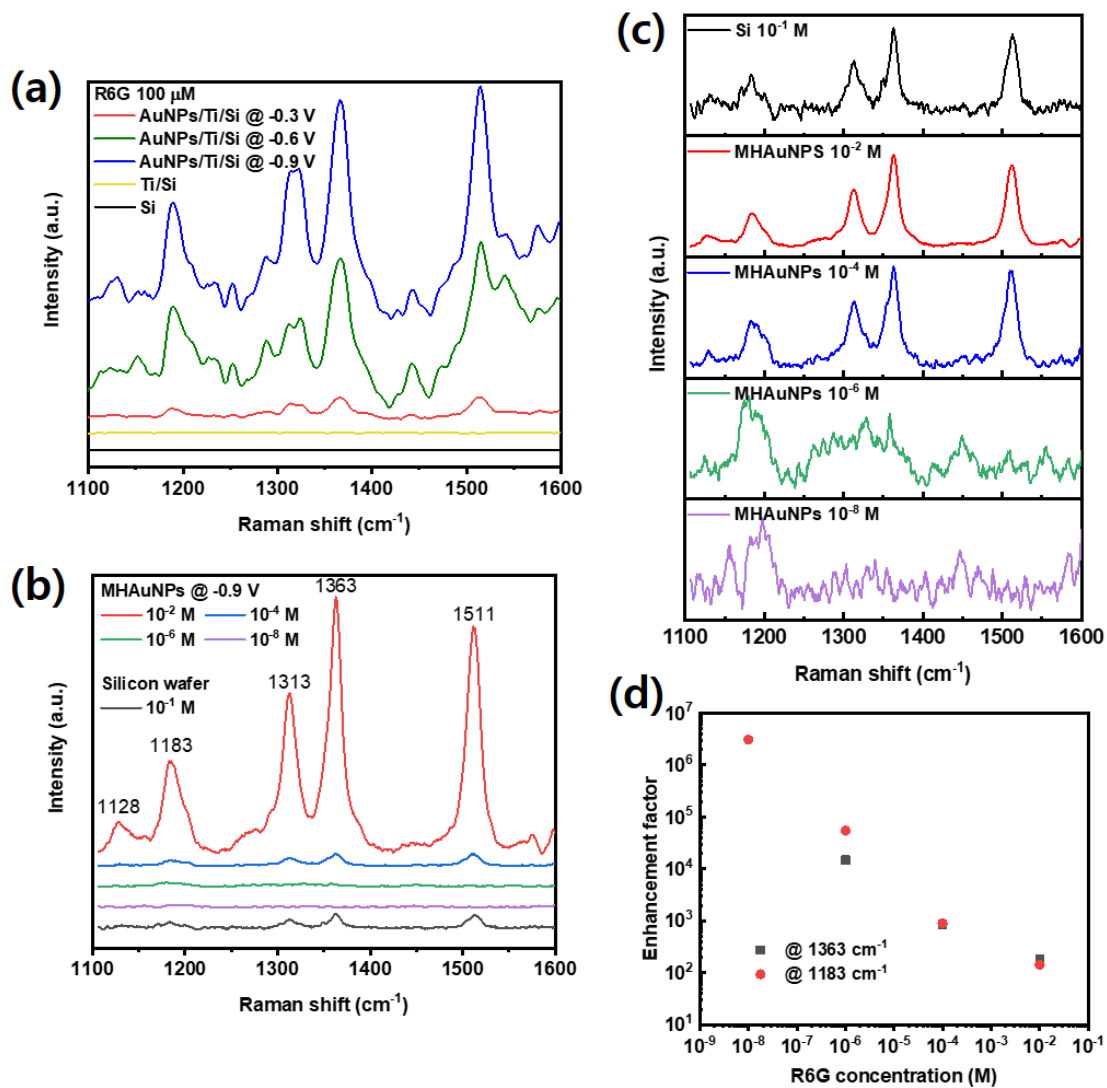 (a)
R6G 100 μM
AuNPs/Ti/Si @ -0.3 V
AuNPs/Ti/Si @ -0.6 V
AuNPs/Ti/Si @ -0.9 V
Ti/Si
Si
Intensity (a.u.)
1100 1200 1300 1400 1500 1600
Raman shift (cm⁻¹)
(b)
MHAuNPs @ -0.9 V
10⁻² M 10⁻⁴ M
10⁻⁶ M 10⁻⁸ M
Silicon wafer
10⁻¹ M
1128
1183
1313
1363
1511
Intensity (a.u.)
1100 1200 1300 1400 1500 1600
Raman shift (cm⁻¹)
(c)
Si 10⁻¹ M
MHAuNPS 10⁻² M
MHAuNPs 10⁻⁴ M
MHAuNPs 10⁻⁶ M
MHAuNPs 10⁻⁸ M
Intensity (a.u.)
1100 1200 1300 1400 1500 1600
Raman shift (cm⁻¹)
(d)
10⁷
10⁶
10⁵
10⁴
10³
10²
10¹
Enhancement factor
@ 1363 cm⁻¹
@ 1183 cm⁻¹
10⁻⁹ 10⁻⁸ 10⁻⁷ 10⁻⁶ 10⁻⁵ 10⁻⁴ 10⁻³ 10⁻² 10⁻¹
R6G concentration (M)